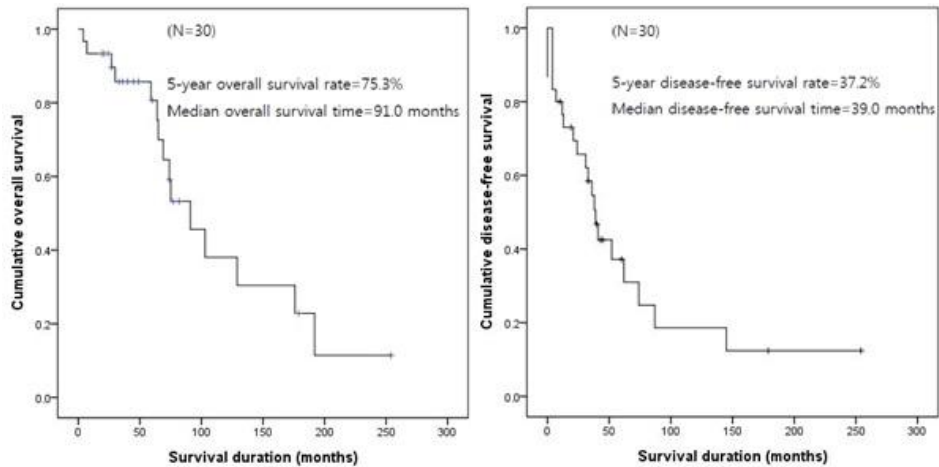 (N=30)
5-year overall survival rate=75.3%
Median overall survival time=91.0 months
Cumulative overall survival
1.0
0.8
0.6
0.4
0.2
0.0
0 50 100 150 200 250 300
Survival duration (months)
(N=30)
5-year disease-free survival rate=37.2%
Median disease-free survival time=39.0 months
Cumulative disease-free survival
1.0
0.8
0.6
0.4
0.2
0.0
0 50 100 150 200 250 300
Survival duration (months)